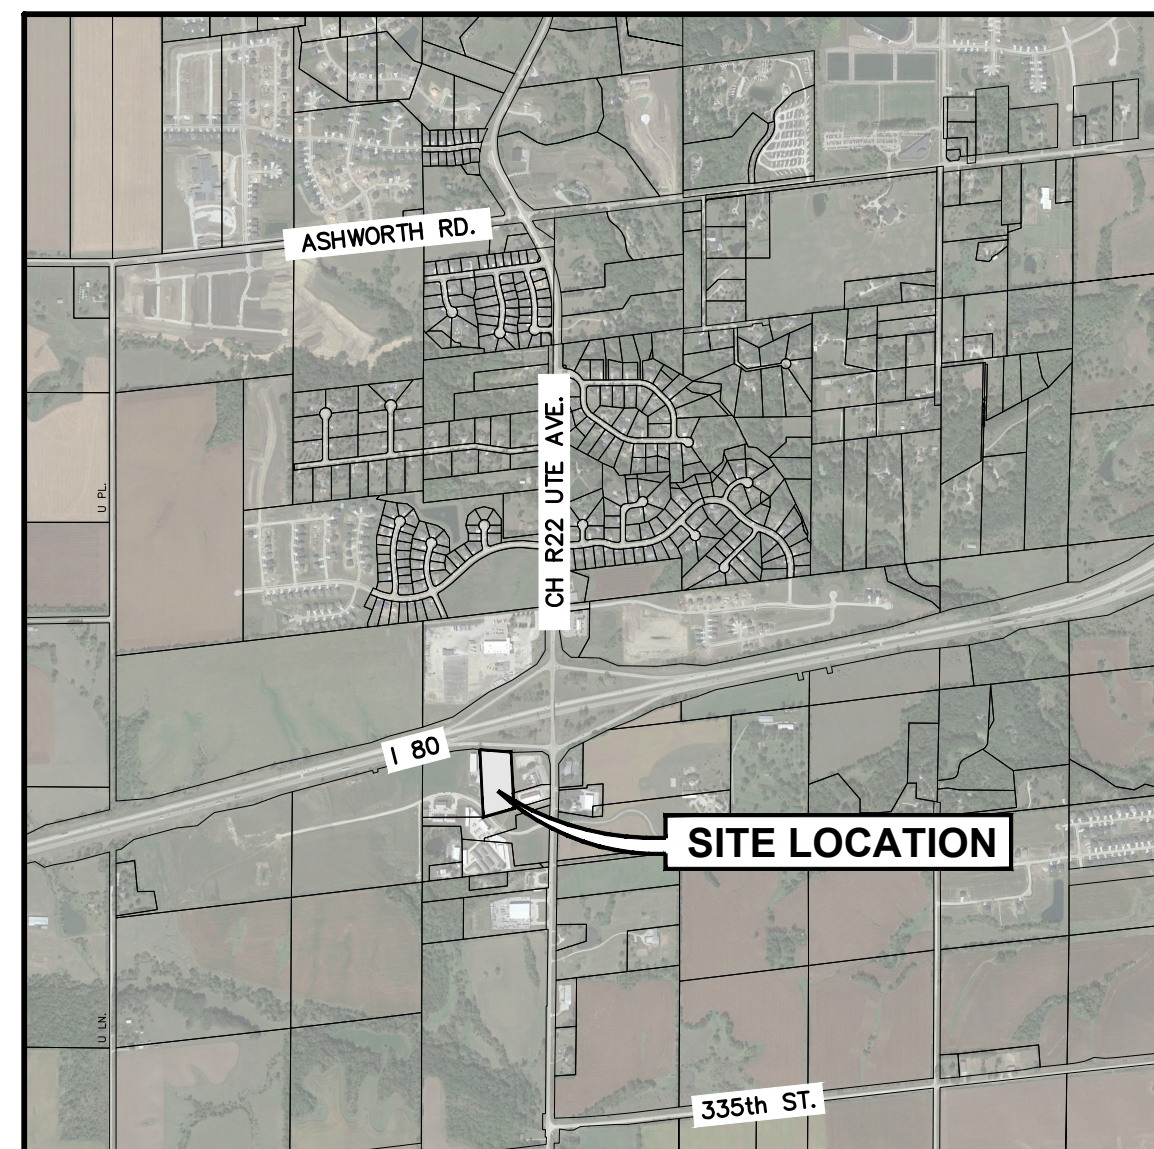 ASHWORTH RD.
CH R22 UTE AVE.
U PL.
I 80
SITE LOCATION
U LN.
335th ST.